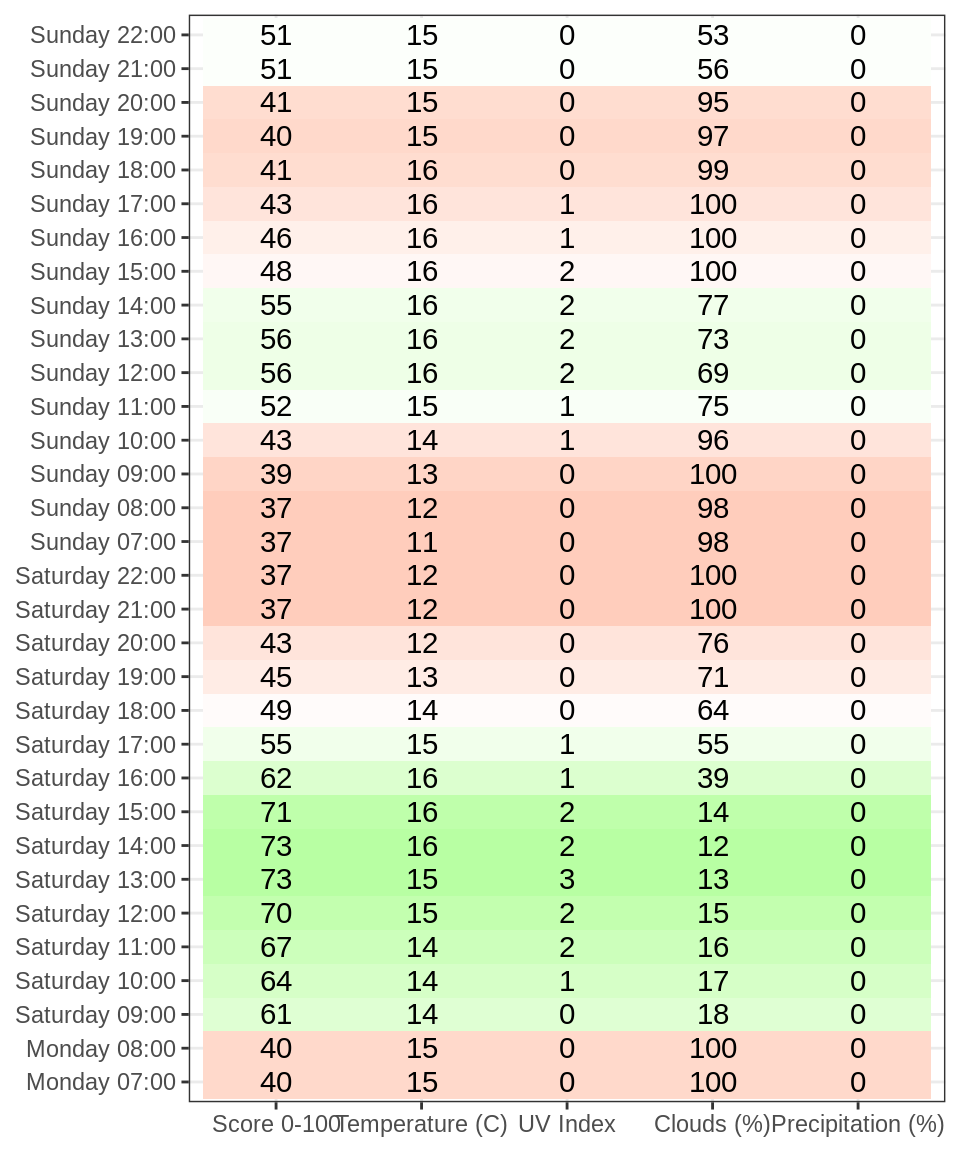 Sunday 22:00 51 15 0 53 0
Sunday 21:00 51 15 0 56 0
Sunday 20:00 41 15 0 95 0
Sunday 19:00 40 15 0 97 0
Sunday 18:00 41 16 0 99 0
Sunday 17:00 43 16 1 100 0
Sunday 16:00 46 16 1 100 0
Sunday 15:00 48 16 2 100 0
Sunday 14:00 55 16 2 77 0
Sunday 13:00 56 16 2 73 0
Sunday 12:00 56 16 2 69 0
Sunday 11:00 52 15 1 75 0
Sunday 10:00 43 14 1 96 0
Sunday 09:00 39 13 0 100 0
Sunday 08:00 37 12 0 98 0
Sunday 07:00 37 11 0 98 0
Saturday 22:00 37 12 0 100 0
Saturday 21:00 37 12 0 100 0
Saturday 20:00 43 12 0 76 0
Saturday 19:00 45 13 0 71 0
Saturday 18:00 49 14 0 64 0
Saturday 17:00 55 15 1 55 0
Saturday 16:00 62 16 1 39 0
Saturday 15:00 71 16 2 14 0
Saturday 14:00 73 16 2 12 0
Saturday 13:00 73 15 3 13 0
Saturday 12:00 70 15 2 15 0
Saturday 11:00 67 14 2 16 0
Saturday 10:00 64 14 1 17 0
Saturday 09:00 61 14 0 18 0
Monday 08:00 40 15 0 100 0
Monday 07:00 40 15 0 100 0
Score 0-100 Temperature (C) UV Index Clouds (%) Precipitation (%)